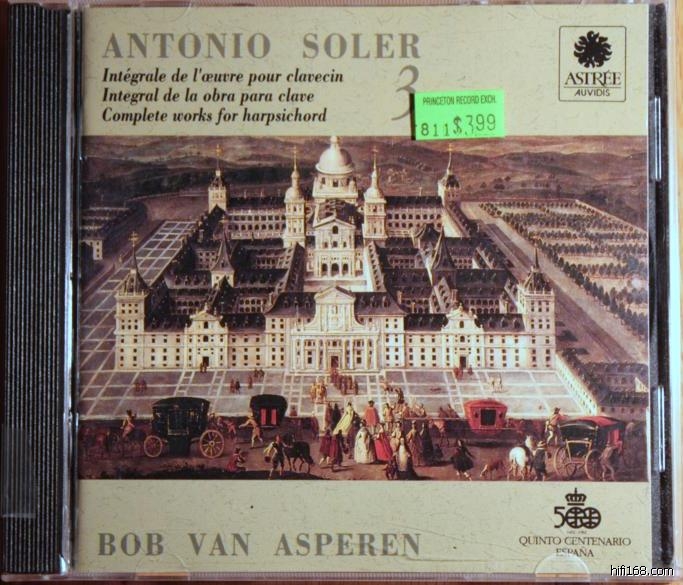 ANTONIO SOLER
Intégrale de l'œuvre pour clavecin
Integral de la obra para clave
Complete works for harpsichord
3
PRINCETON RECORD EXCH.
811 $3.99
ASTRÉE
AUVIDIS
BOB VAN ASPEREN
500
QUINTO CENTENARIO
ESPAÑA
hifi168.com